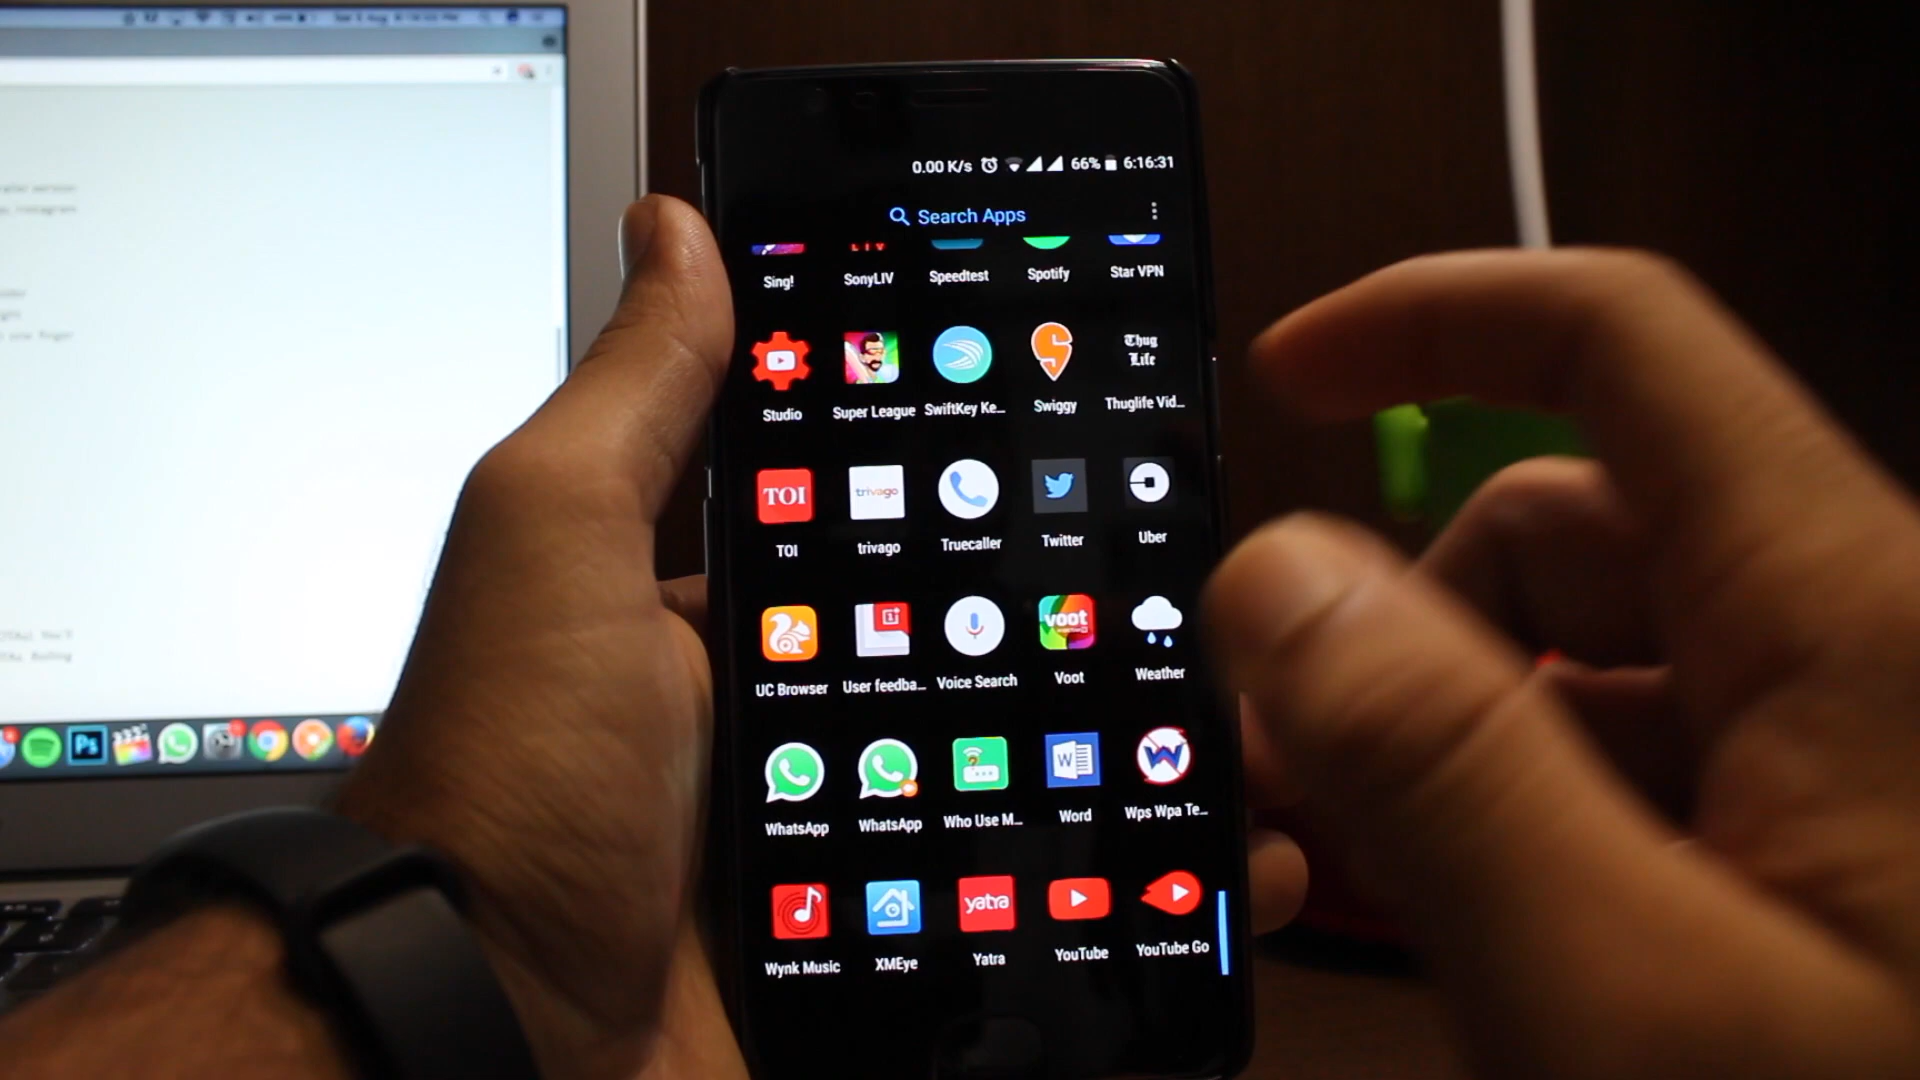 0.00 K/s 66% 6:16:31
Search Apps
LIV
Sing! SonyLIV Speedtest Spotify Star VPN
Thug
Life
Studio Super League SwiftKey Ke... Swiggy Thuglife Vid...
TOI trivago
TOI trivago Truecaller Twitter Uber
voot
UC Browser User feedba... Voice Search Voot Weather
W W
WhatsApp WhatsApp Who Use M... Word Wps Wpa Te...
yatra
Wynk Music XMEye Yatra YouTube YouTube Go
Ps